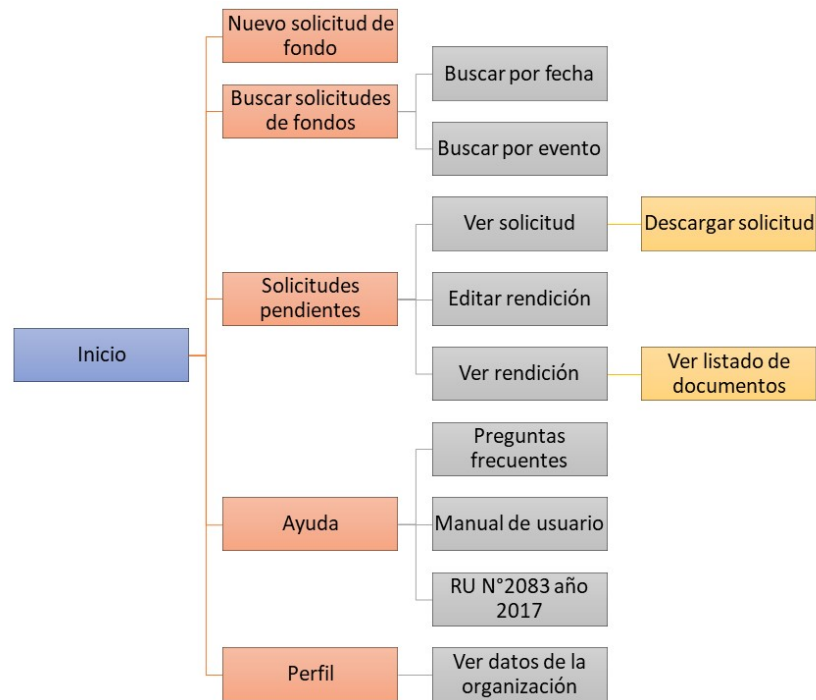 Nuevo solicitud de
fondo
Buscar solicitudes
de fondos
Buscar por fecha
Buscar por evento
Solicitudes
pendientes
Ver solicitud
Descargar solicitud
Editar rendición
Ver rendición
Ver listado de
documentos
Inicio
Ayuda
Preguntas
frecuentes
Manual de usuario
RU N°2083 año
2017
Perfil
Ver datos de la
organización